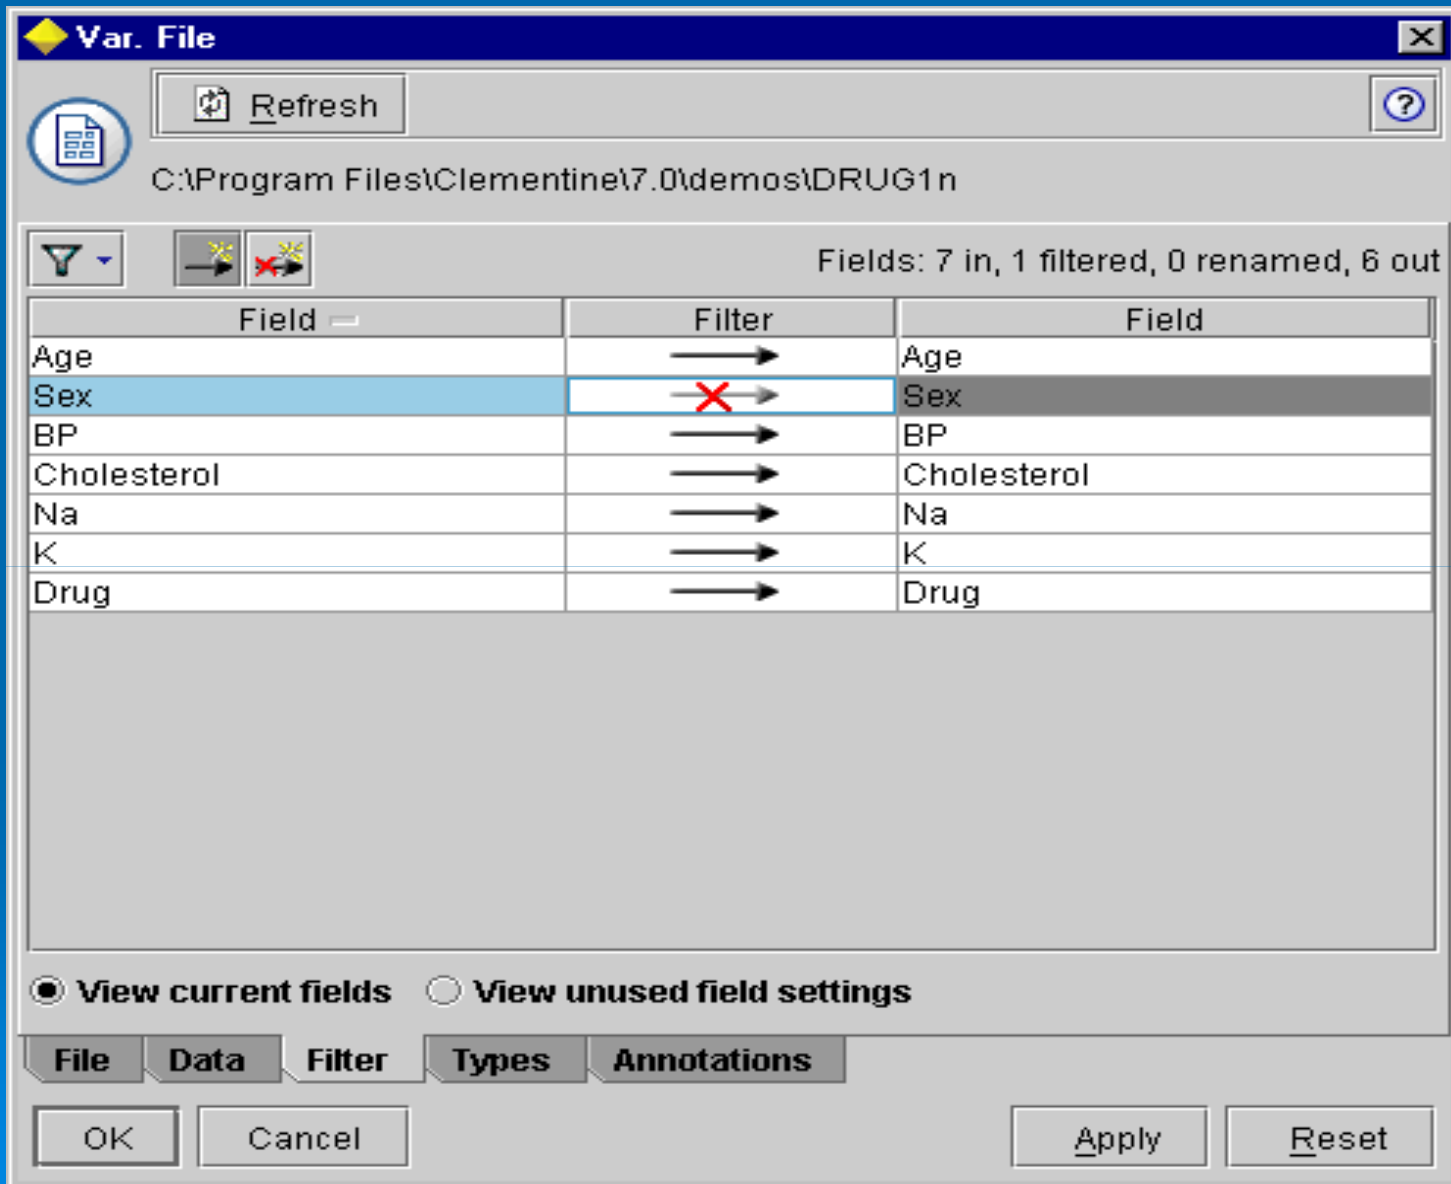 Var. File
Refresh
C:\Program Files\Clementine\7.0\demos\DRUG1n
Fields: 7 in, 1 filtered, 0 renamed, 6 out
Field Filter Field
Age Age
Sex Sex
BP BP
Cholesterol Cholesterol
Na Na
K K
Drug Drug
View current fields View unused field settings
File Data Filter Types Annotations
OK Cancel Apply Reset